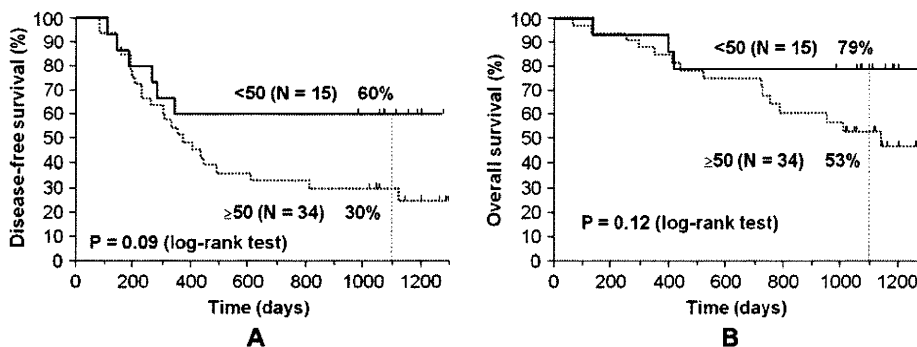 Disease-free survival (%)
100
90
80
70
60
50
40
30
20
10
0
<50 (N = 15) 60%
≥50 (N = 34) 30%
P = 0.09 (log-rank test)
0 200 400 600 800 1000 1200
Time (days)
A
Overall survival (%)
100
90
80
70
60
50
40
30
20
10
0
<50 (N = 15) 79%
≥50 (N = 34) 53%
P = 0.12 (log-rank test)
0 200 400 600 800 1000 1200
Time (days)
B